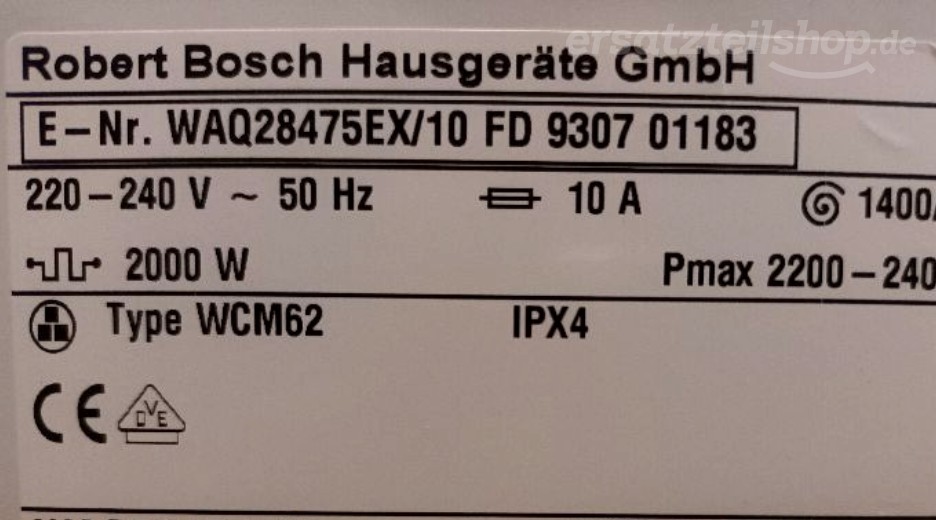 ersatzteilshop.de
Robert Bosch Hausgeräte GmbH
E-Nr. WAQ28475EX/10 FD 9307 01183
220-240 V ~ 50 Hz 10 A 1400/
2000 W Pmax 2200-240
Type WCM62 IPX4
CE DVE